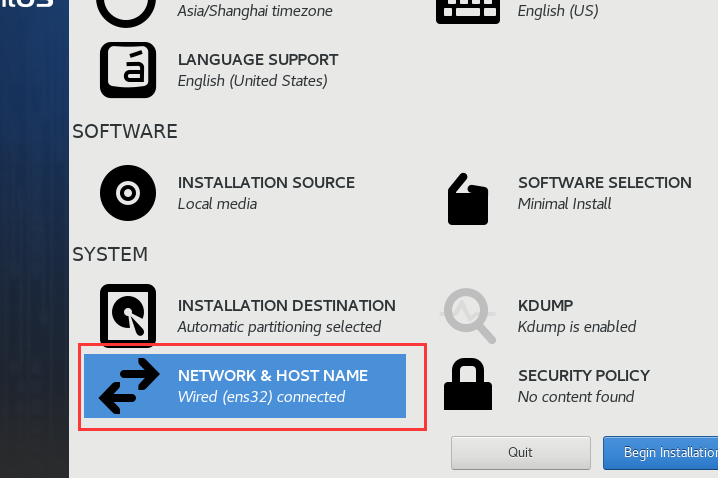 Asia/Shanghai timezone
English (US)
LANGUAGE SUPPORT
English (United States)
SOFTWARE
INSTALLATION SOURCE
Local media
SOFTWARE SELECTION
Minimal Install
SYSTEM
INSTALLATION DESTINATION
Automatic partitioning selected
KDUMP
Kdump is enabled
NETWORK & HOST NAME
Wired (ens32) connected
SECURITY POLICY
No content found
Quit
Begin Installation